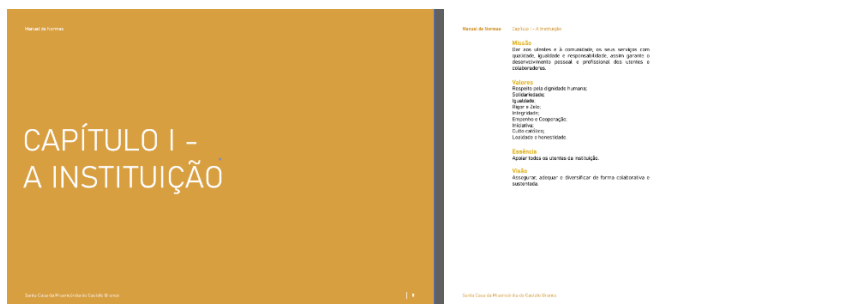 Manual de Normas
CAPÍTULO I -
A INSTITUIÇÃO
Santa Casa da Misericórdia de Castelo Branco
Manual de Normas
Capítulo I - A Instituição
Missão
Dar aos utentes e à comunidade, os seus serviços com
qualidade, igualdade e responsabilidade, assim garante o
desenvolvimento pessoal e profissional dos utentes e
colaboradores.
Valores
Respeito pela dignidade humana;
Solidariedade;
Igualdade;
Rigor e Zelo;
Integridade;
Empenho e Cooperação;
Iniciativa;
Culto católico;
Lealdade e honestidade.
Essência
Apoiar todos os utentes da instituição.
Visão
Assegurar, adequar e diversificar de forma colaborativa e
sustentada.
Santa Casa da Misericórdia de Castelo Branco